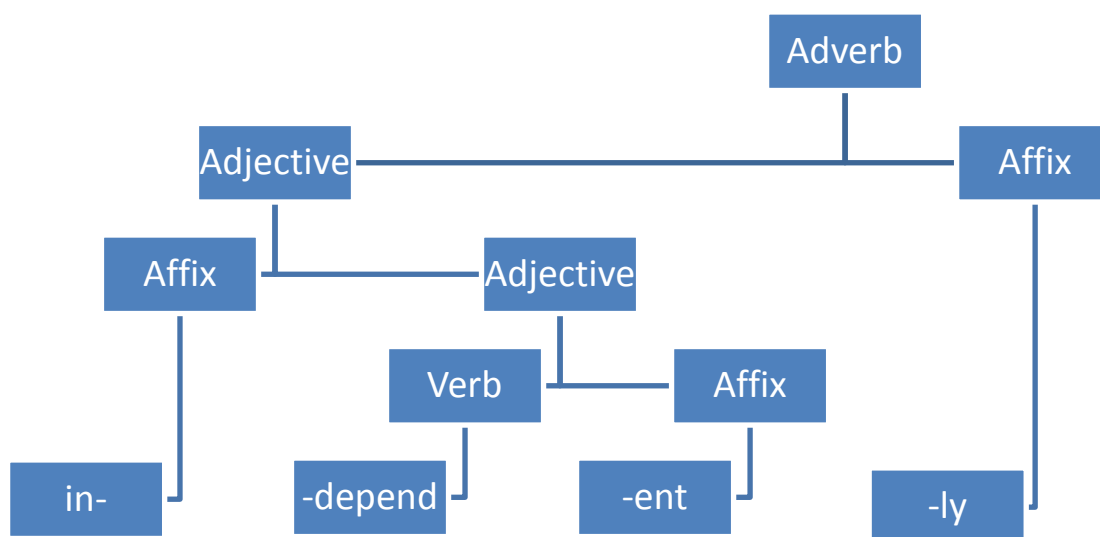 Adverb
Adjective
Affix
Affix
Adjective
Verb
Affix
in-
-depend
-ent
-ly